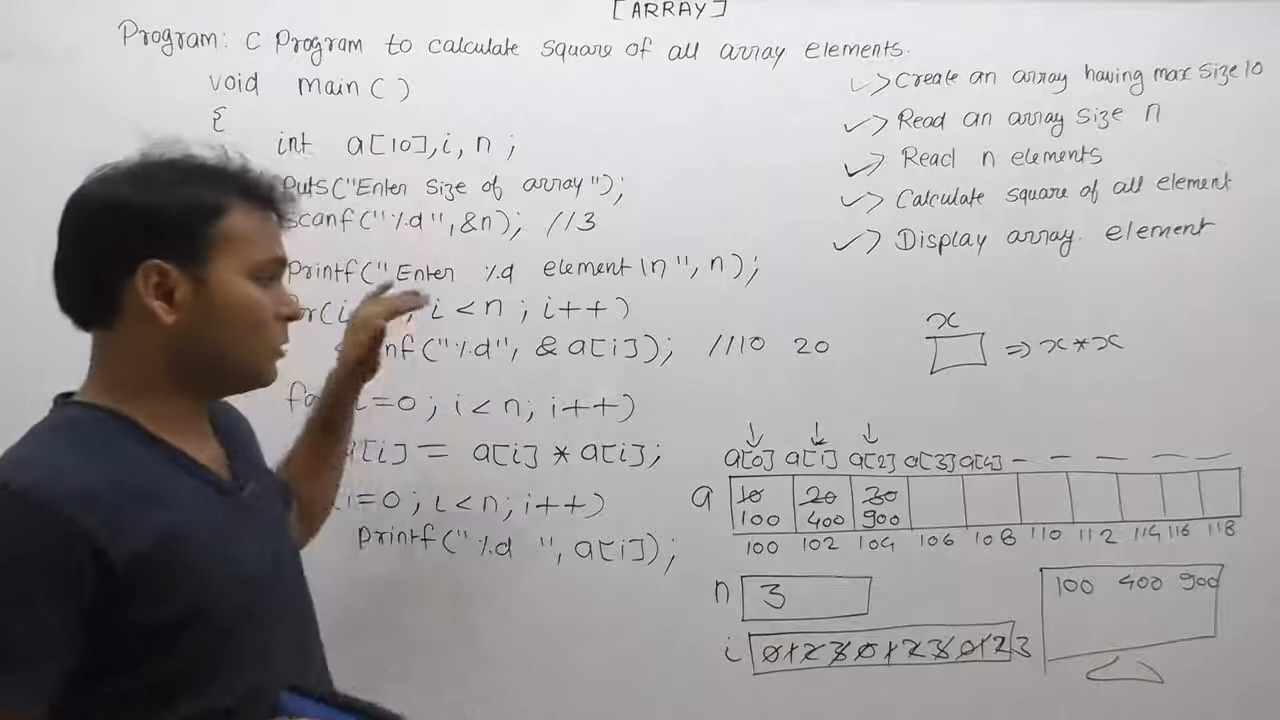 [ARRAY]
Program: C Program to calculate square of all array elements.
void main( )
{
int a[10], i, n ;
puts("Enter size of array");
scanf("%d", &n); //3
printf("Enter %d element \n", n);
i < n ; i++)
nf("%d", & a[i]); //10 20
i=0 ; i < n; i++)
[i] = a[i] * a[i];
i=0 ; i < n; i++)
printf("%d ", a[i]);
✓> Create an array having max size 10
✓> Read an array size n
✓> Read n elements
✓> Calculate square of all element
✓> Display array element
x
⇒ x * x
a[0] a[1] a[2] a[3] a[4] — — — — —
a 10 20 30
100 400 900
100 102 104 106 108 110 112 114 116 118
n 3
i 0 1 2 3 0 1 2 3 0 1 2 3
100 400 900